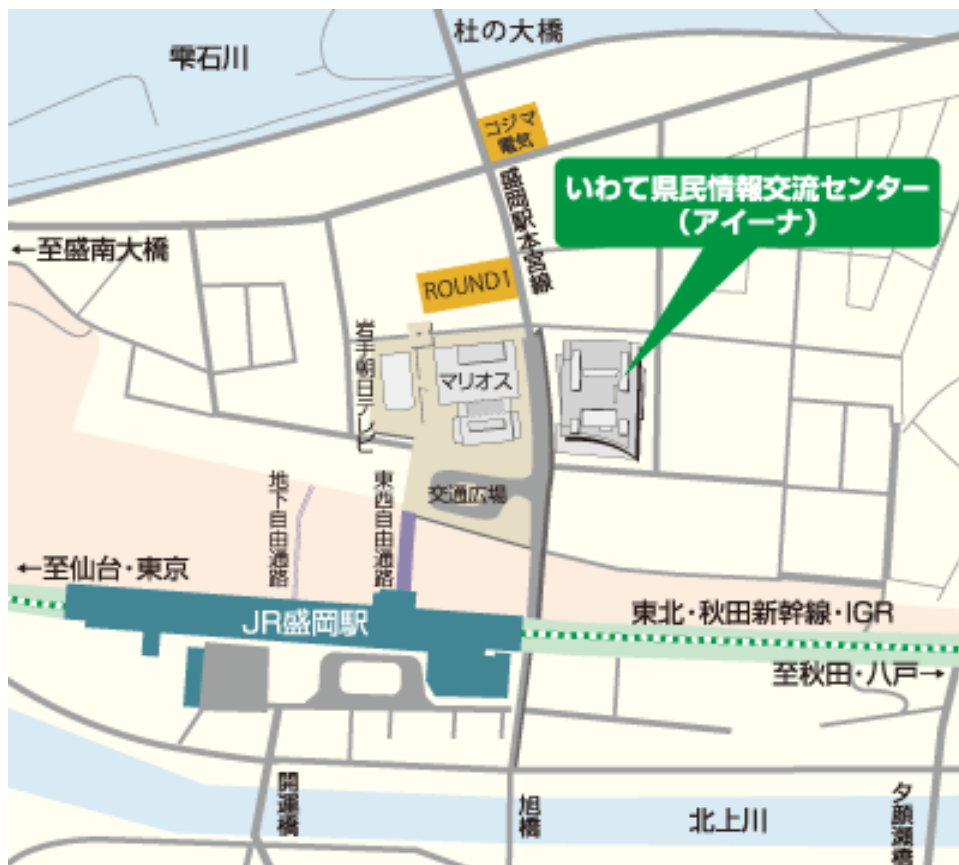 雫石川
杜の大橋
コジマ
電気
いわて県民情報交流センター
(アイーナ)
盛岡駅本宮線
←至盛南大橋
ROUND1
岩手朝日テレビ
マリオス
交通広場
地下自由通路
東西自由通路
←至仙台・東京
JR盛岡駅
東北・秋田新幹線・IGR
至秋田・八戸→
開運橋
旭橋
北上川
夕顔瀬橋